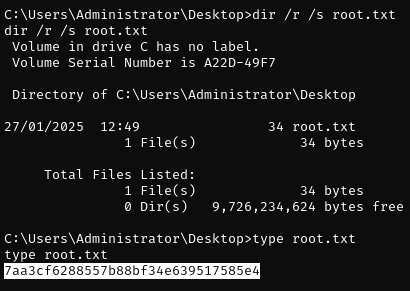 C:\Users\Administrator\Desktop>dir /r /s root.txt
dir /r /s root.txt
 Volume in drive C has no label.
 Volume Serial Number is A22D-49F7

 Directory of C:\Users\Administrator\Desktop

27/01/2025  12:49                34 root.txt
               1 File(s)             34 bytes

     Total Files Listed:
               1 File(s)             34 bytes
               0 Dir(s)   9,726,234,624 bytes free

C:\Users\Administrator\Desktop>type root.txt
type root.txt
7aa3cf6288557b88bf34e639517585e4